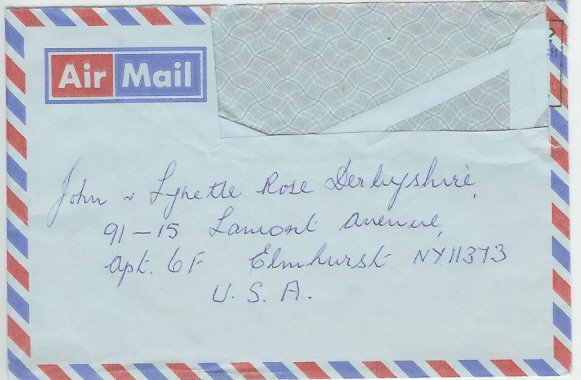 Air Mail
John & Lynette Rose Derbyshire,
91-15 Lamont Avenue,
Apt. 6F Elmhurst NY11373
U. S. A.